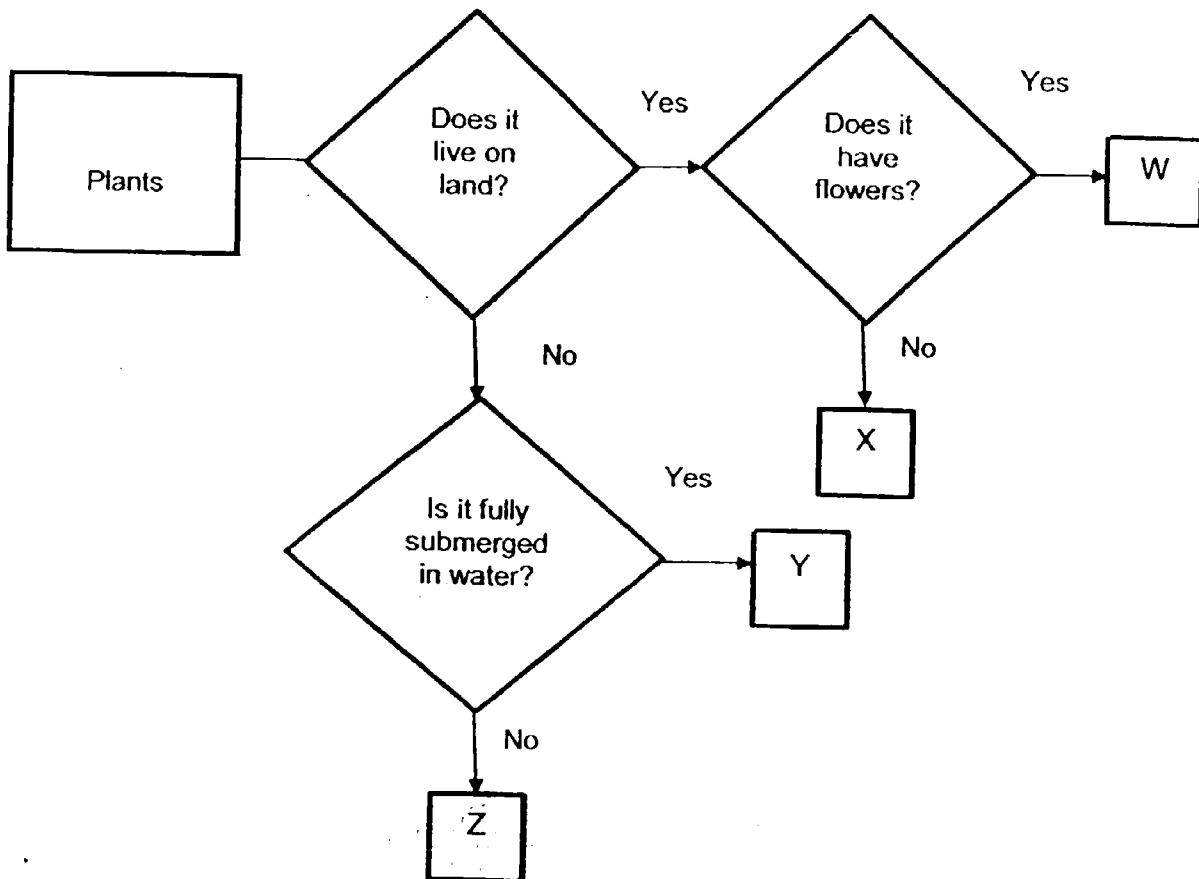 Plants
Does it
live on
land?
Yes
Does it
have
flowers?
Yes
W
No
X
No
Is it fully
submerged
in water?
Yes
Y
No
Z